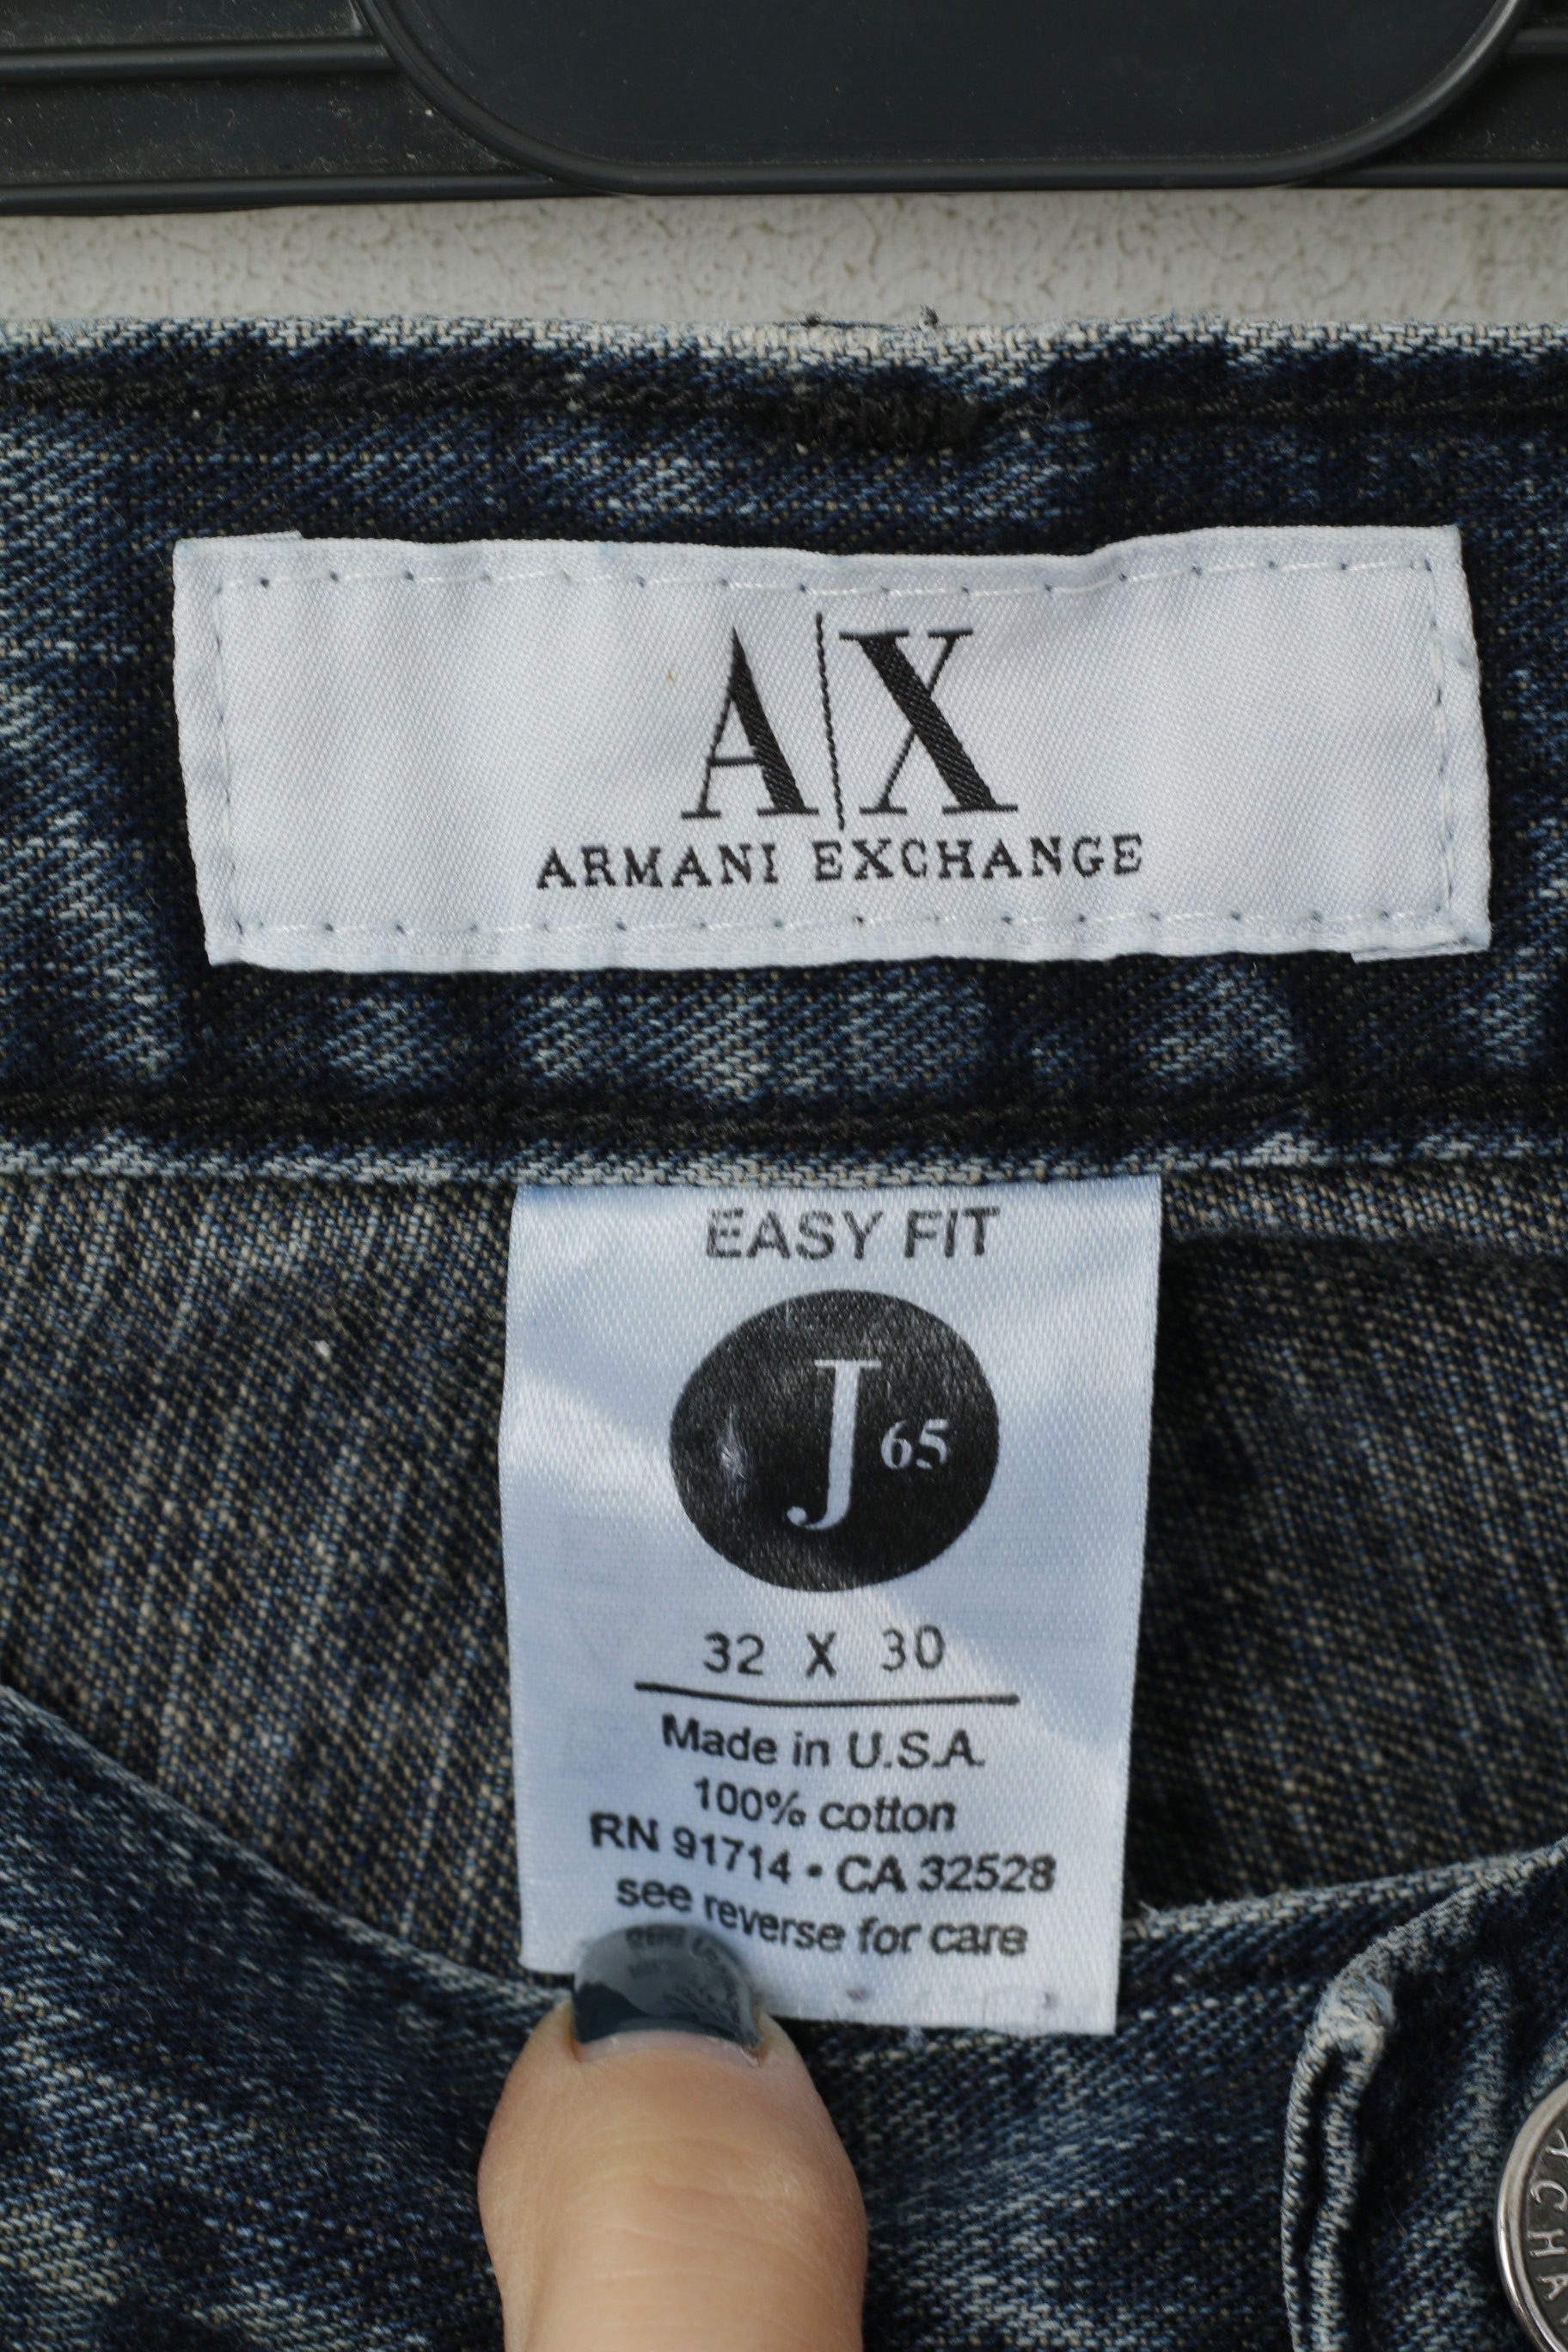 A|X
ARMANI EXCHANGE
EASY FIT
J65
32 X 30
Made in U.S.A.
100% cotton
RN 91714 • CA 32528
see reverse for care